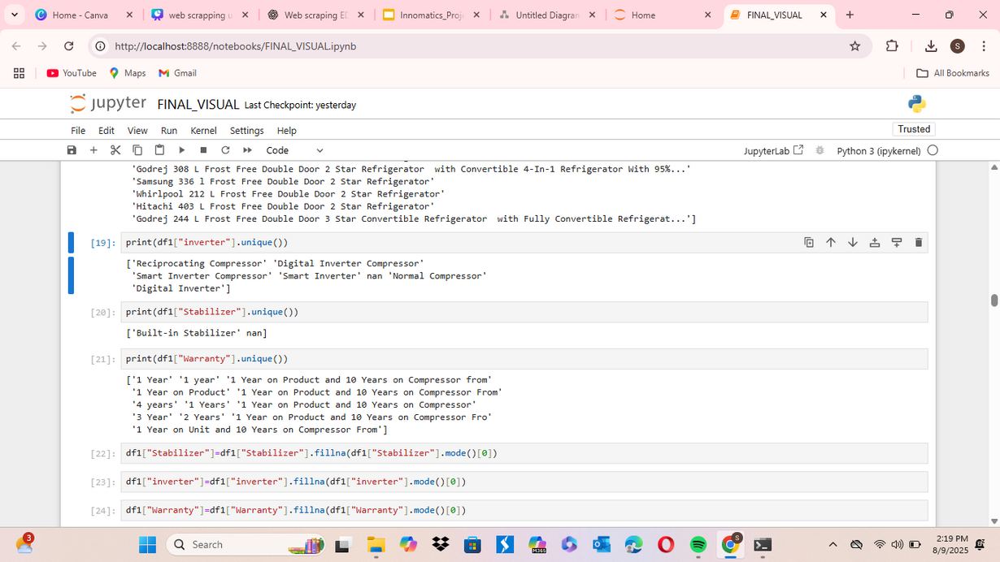 Home - Canva
web scrapping u
Web scraping ED
Innomatics_Proj
Untitled Diagran
Home
FINAL_VISUAL
http://localhost:8888/notebooks/FINAL_VISUAL.ipynb
S
YouTube
Maps
Gmail
All Bookmarks
jupyter FINAL_VISUAL Last Checkpoint: yesterday
File Edit View Run Kernel Settings Help
Trusted
Code
JupyterLab
Python 3 (ipykernel)
'Godrej 308 L Frost Free Double Door 2 Star Refrigerator  with Convertible 4-In-1 Refrigerator With 95%...'
'Samsung 336 l Frost Free Double Door 2 Star Refrigerator'
'Whirlpool 212 L Frost Free Double Door 2 Star Refrigerator'
'Hitachi 403 L Frost Free Double Door 2 Star Refrigerator'
'Godrej 244 L Frost Free Double Door 3 Star Convertible Refrigerator  with Fully Convertible Refrigerat...']
[19]: print(df1["inverter"].unique())
['Reciprocating Compressor' 'Digital Inverter Compressor'
'Smart Inverter Compressor' 'Smart Inverter' nan 'Normal Compressor'
'Digital Inverter']
[20]: print(df1["Stabilizer"].unique())
['Built-in Stabilizer' nan]
[21]: print(df1["Warranty"].unique())
['1 Year' '1 year' '1 Year on Product and 10 Years on Compressor from'
'1 Year on Product' '1 Year on Product and 10 Years on Compressor From'
'4 years' '1 Years' '1 Year on Product and 10 Years on Compressor'
'3 Year' '2 Years' '1 Year on Product and 10 Years on Compressor Fro'
'1 Year on Unit and 10 Years on Compressor From']
[22]: df1["Stabilizer"]=df1["Stabilizer"].fillna(df1["Stabilizer"].mode()[0])
[23]: df1["inverter"]=df1["inverter"].fillna(df1["inverter"].mode()[0])
[24]: df1["Warranty"]=df1["Warranty"].fillna(df1["Warranty"].mode()[0])
3
Search
M365
S
2:19 PM
8/9/2025